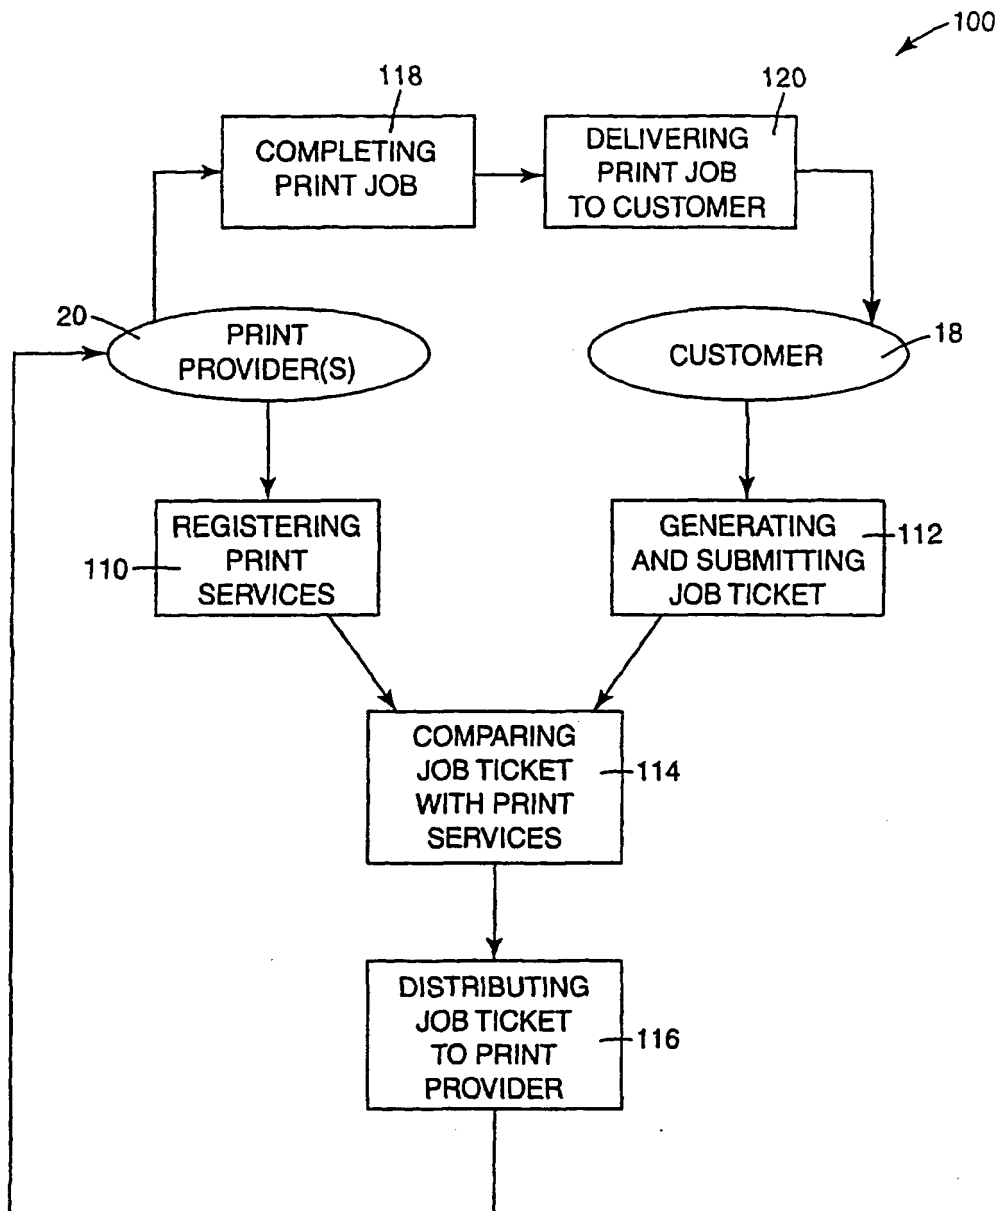 100
118
COMPLETING
PRINT JOB
120
DELIVERING
PRINT JOB
TO CUSTOMER
20
PRINT
PROVIDER(S)
CUSTOMER
18
REGISTERING
PRINT
SERVICES
110
GENERATING
AND SUBMITTING
JOB TICKET
112
COMPARING
JOB TICKET
WITH PRINT
SERVICES
114
DISTRIBUTING
JOB TICKET
TO PRINT
PROVIDER
116